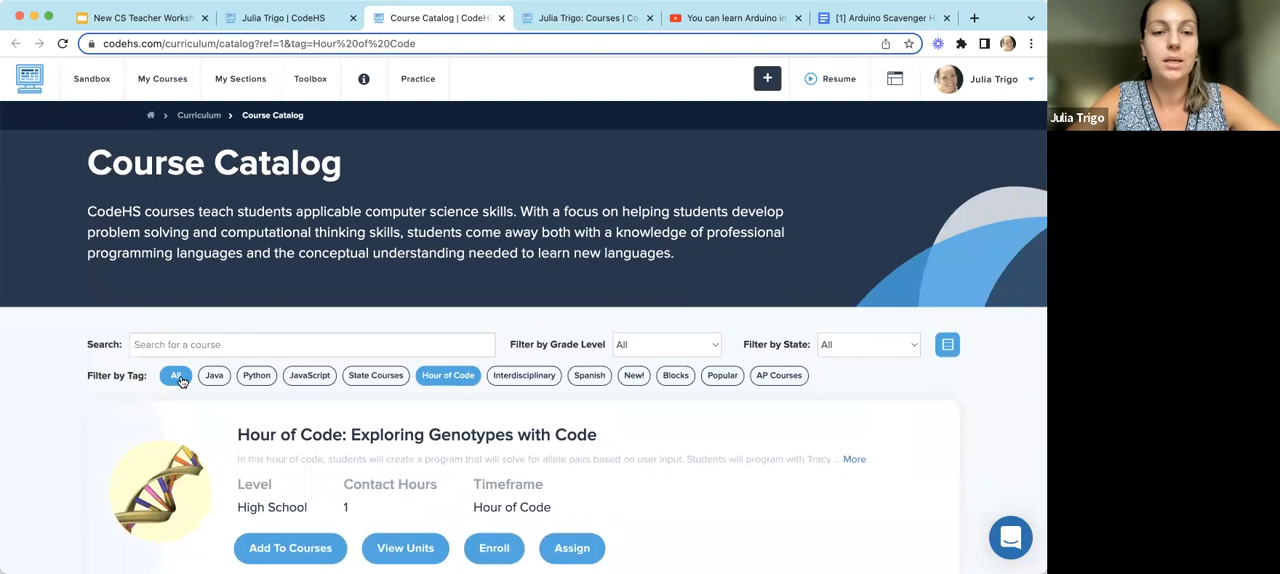 New CS Teacher Worksh
Julia Trigo | CodeHS
Course Catalog | CodeHS
Julia Trigo: Courses | Co
You can learn Arduino in
[1] Arduino Scavenger H
codehs.com/curriculum/catalog?ref=1&tag=Hour%20of%20Code
Sandbox My Courses My Sections Toolbox Practice Resume Julia Trigo
Curriculum Course Catalog
Course Catalog
CodeHS courses teach students applicable computer science skills. With a focus on helping students develop
problem solving and computational thinking skills, students come away both with a knowledge of professional
programming languages and the conceptual understanding needed to learn new languages.
Search: Search for a course Filter by Grade Level All Filter by State: All
Filter by Tag: All Java Python JavaScript State Courses Hour of Code Interdisciplinary Spanish New! Blocks Popular AP Courses
Hour of Code: Exploring Genotypes with Code
In this hour of code, students will create a program that will solve for allele pairs based on user input. Students will program with Tracy ... More
Level Contact Hours Timeframe
High School 1 Hour of Code
Add To Courses View Units Enroll Assign
Julia Trigo